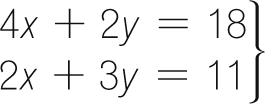 4x + 2y = 18
2x + 3y = 11